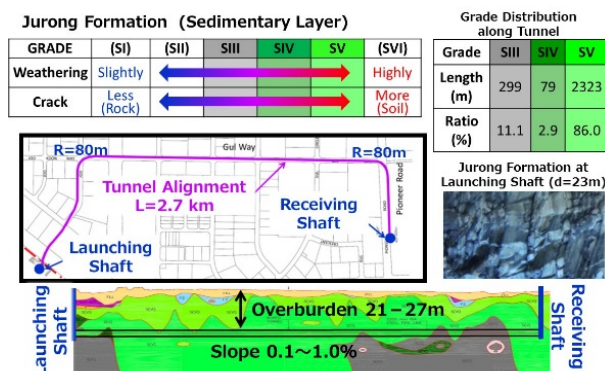 Jurong Formation (Sedimentary Layer)
GRADE (SI) (SII) SIII SIV SV (SVI)
Weathering Slightly Highly
Crack Less (Rock) More (Soil)
Grade Distribution
along Tunnel
Grade SIII SIV SV
Length (m) 299 79 2323
Ratio (%) 11.1 2.9 86.0
R=80m
Gul Way
R=80m
Tunnel Alignment
L=2.7 km
Pioneer Road
Receiving
Shaft
Launching
Shaft
Jurong Formation at
Launching Shaft (d=23m)
Launching
Shaft
Overburden 21–27m
Slope 0.1～1.0%
Receiving
Shaft